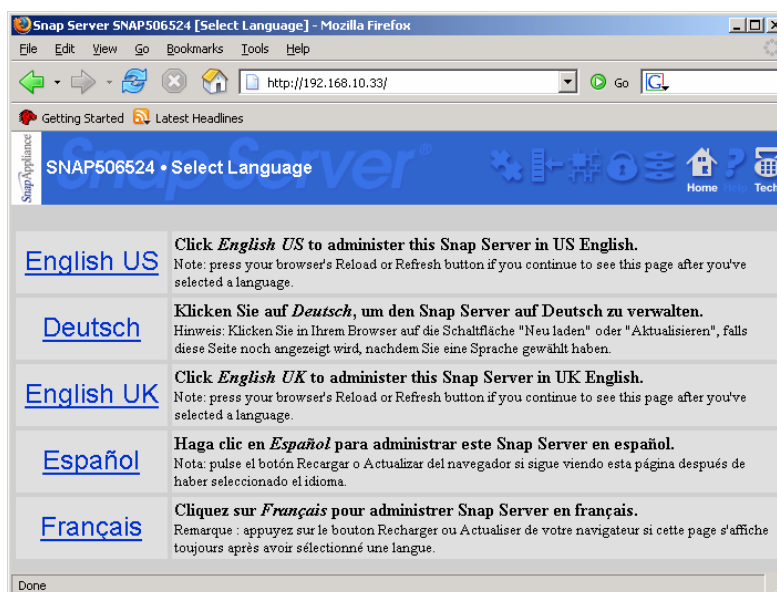 Snap Server SNAP506524 [Select Language] - Mozilla Firefox
File Edit View Go Bookmarks Tools Help
http://192.168.10.33/ Go G
Getting Started Latest Headlines
SnapAppliance
Snap Server®
SNAP506524 • Select Language
Home Help Tech
English US
Click English US to administer this Snap Server in US English.
Note: press your browser's Reload or Refresh button if you continue to see this page after you've
selected a language.
Deutsch
Klicken Sie auf Deutsch, um den Snap Server auf Deutsch zu verwalten.
Hinweis: Klicken Sie in Ihrem Browser auf die Schaltfläche "Neu laden" oder "Aktualisieren", falls
diese Seite noch angezeigt wird, nachdem Sie eine Sprache gewählt haben.
English UK
Click English UK to administer this Snap Server in UK English.
Note: press your browser's Reload or Refresh button if you continue to see this page after you've
selected a language.
Español
Haga clic en Español para administrar este Snap Server en español.
Nota: pulse el botón Recargar o Actualizar del navegador si sigue viendo esta página después de
haber seleccionado el idioma.
Français
Cliquez sur Français pour administrer Snap Server en français.
Remarque : appuyez sur le bouton Recharger ou Actualiser de votre navigateur si cette page s'affiche
toujours après avoir sélectionné une langue.
Done